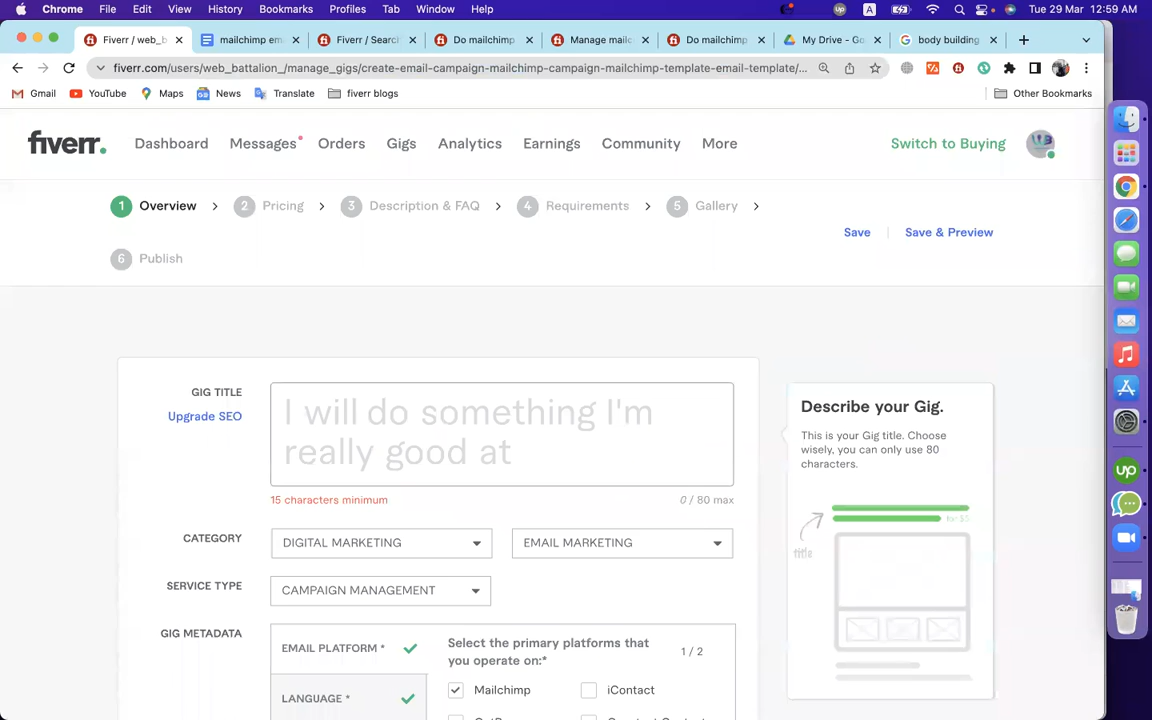 Chrome File Edit View History Bookmarks Profiles Tab Window Help Tue 29 Mar 12:59 AM
Fiverr / web_b mailchimp em Fiverr / Searc Do mailchimp Manage mailc Do mailchimp My Drive - Go body building
fiverr.com/users/web_battalion_/manage_gigs/create-email-campaign-mailchimp-campaign-mailchimp-template-email-template/...
Gmail YouTube Maps News Translate fiverr blogs Other Bookmarks
fiverr. Dashboard Messages Orders Gigs Analytics Earnings Community More Switch to Buying
1 Overview 2 Pricing 3 Description & FAQ 4 Requirements 5 Gallery
Save Save & Preview
6 Publish
GIG TITLE
Upgrade SEO
I will do something I'm
really good at
15 characters minimum 0 / 80 max
Describe your Gig.
This is your Gig title. Choose
wisely, you can only use 80
characters.
title
for $5
CATEGORY DIGITAL MARKETING EMAIL MARKETING
SERVICE TYPE CAMPAIGN MANAGEMENT
GIG METADATA
EMAIL PLATFORM *
LANGUAGE *
Select the primary platforms that
you operate on:* 1 / 2
Mailchimp iContact